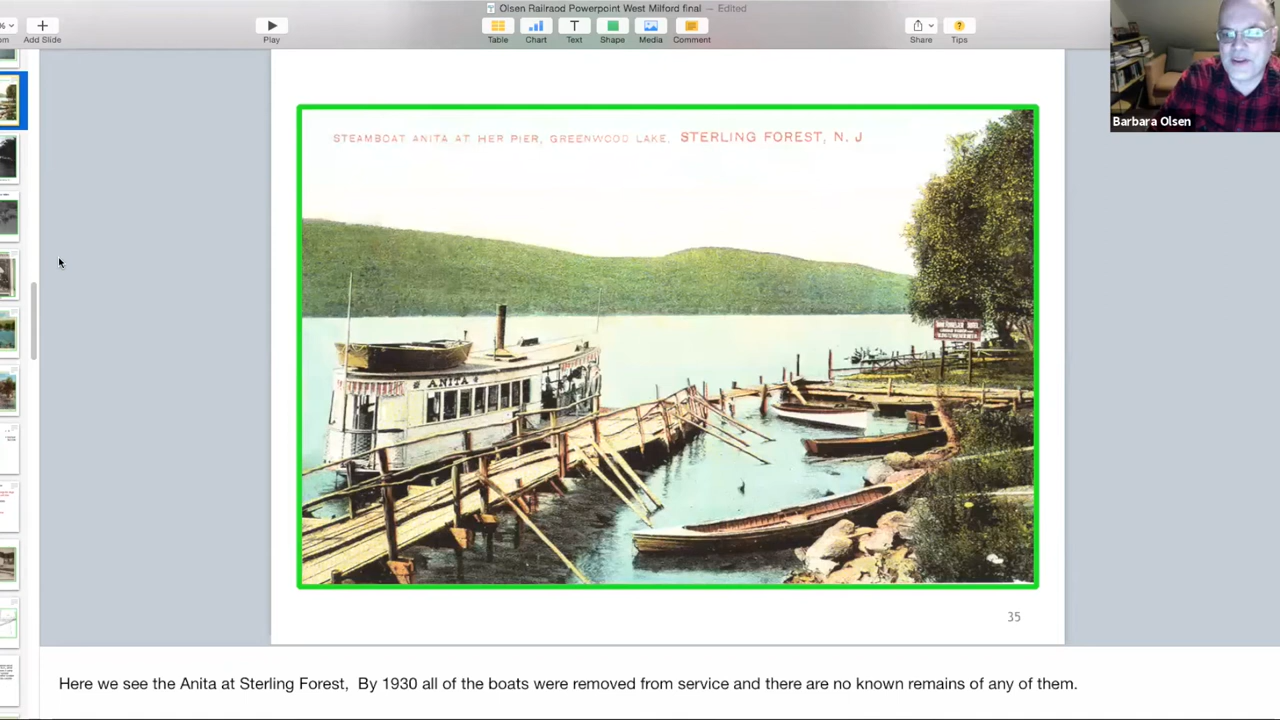 Olsen Railraod Powerpoint West Milford final — Edited
Add Slide
Play
Table
Chart
Text
Shape
Media
Comment
Share
Tips
Barbara Olsen
STEAMBOAT ANITA AT HER PIER, GREENWOOD LAKE, STERLING FOREST, N. J
ANITA
35
Here we see the Anita at Sterling Forest,  By 1930 all of the boats were removed from service and there are no known remains of any of them.